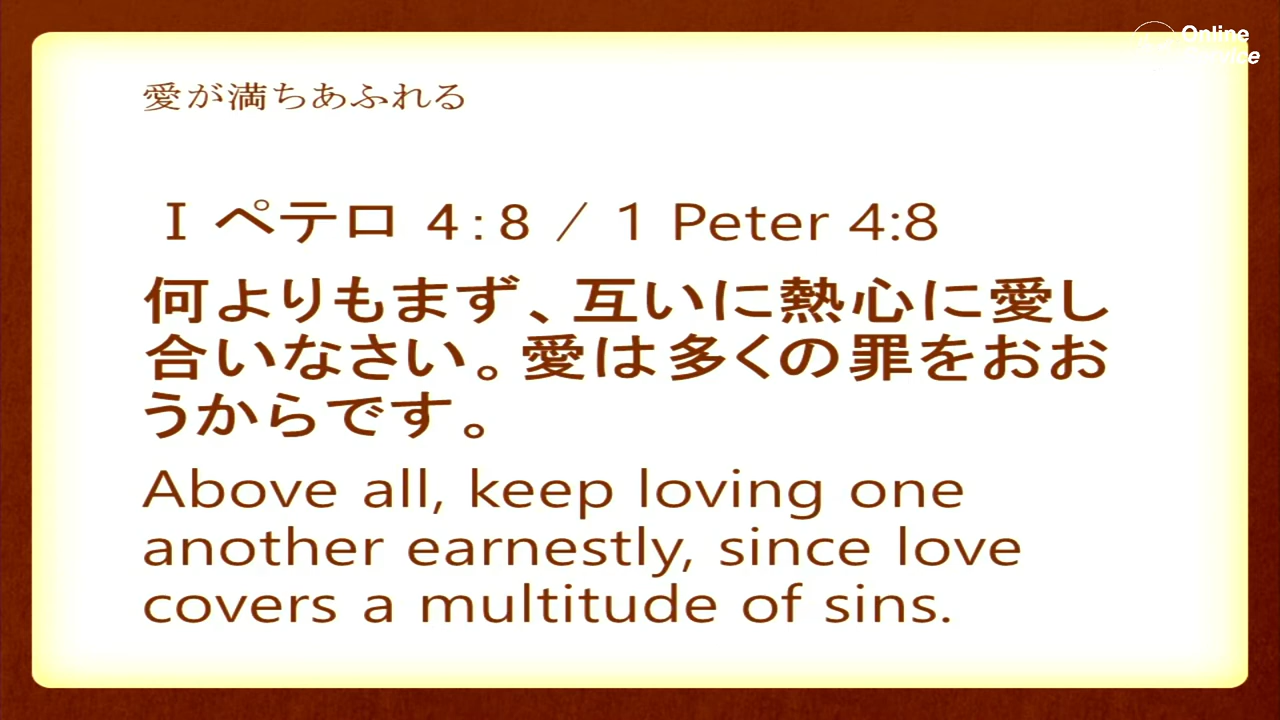 Online
Service
愛が満ちあふれる
Ⅰ ペテロ 4:8 / 1 Peter 4:8
何よりもまず、互いに熱心に愛し
合いなさい。愛は多くの罪をおお
うからです。
Above all, keep loving one
another earnestly, since love
covers a multitude of sins.